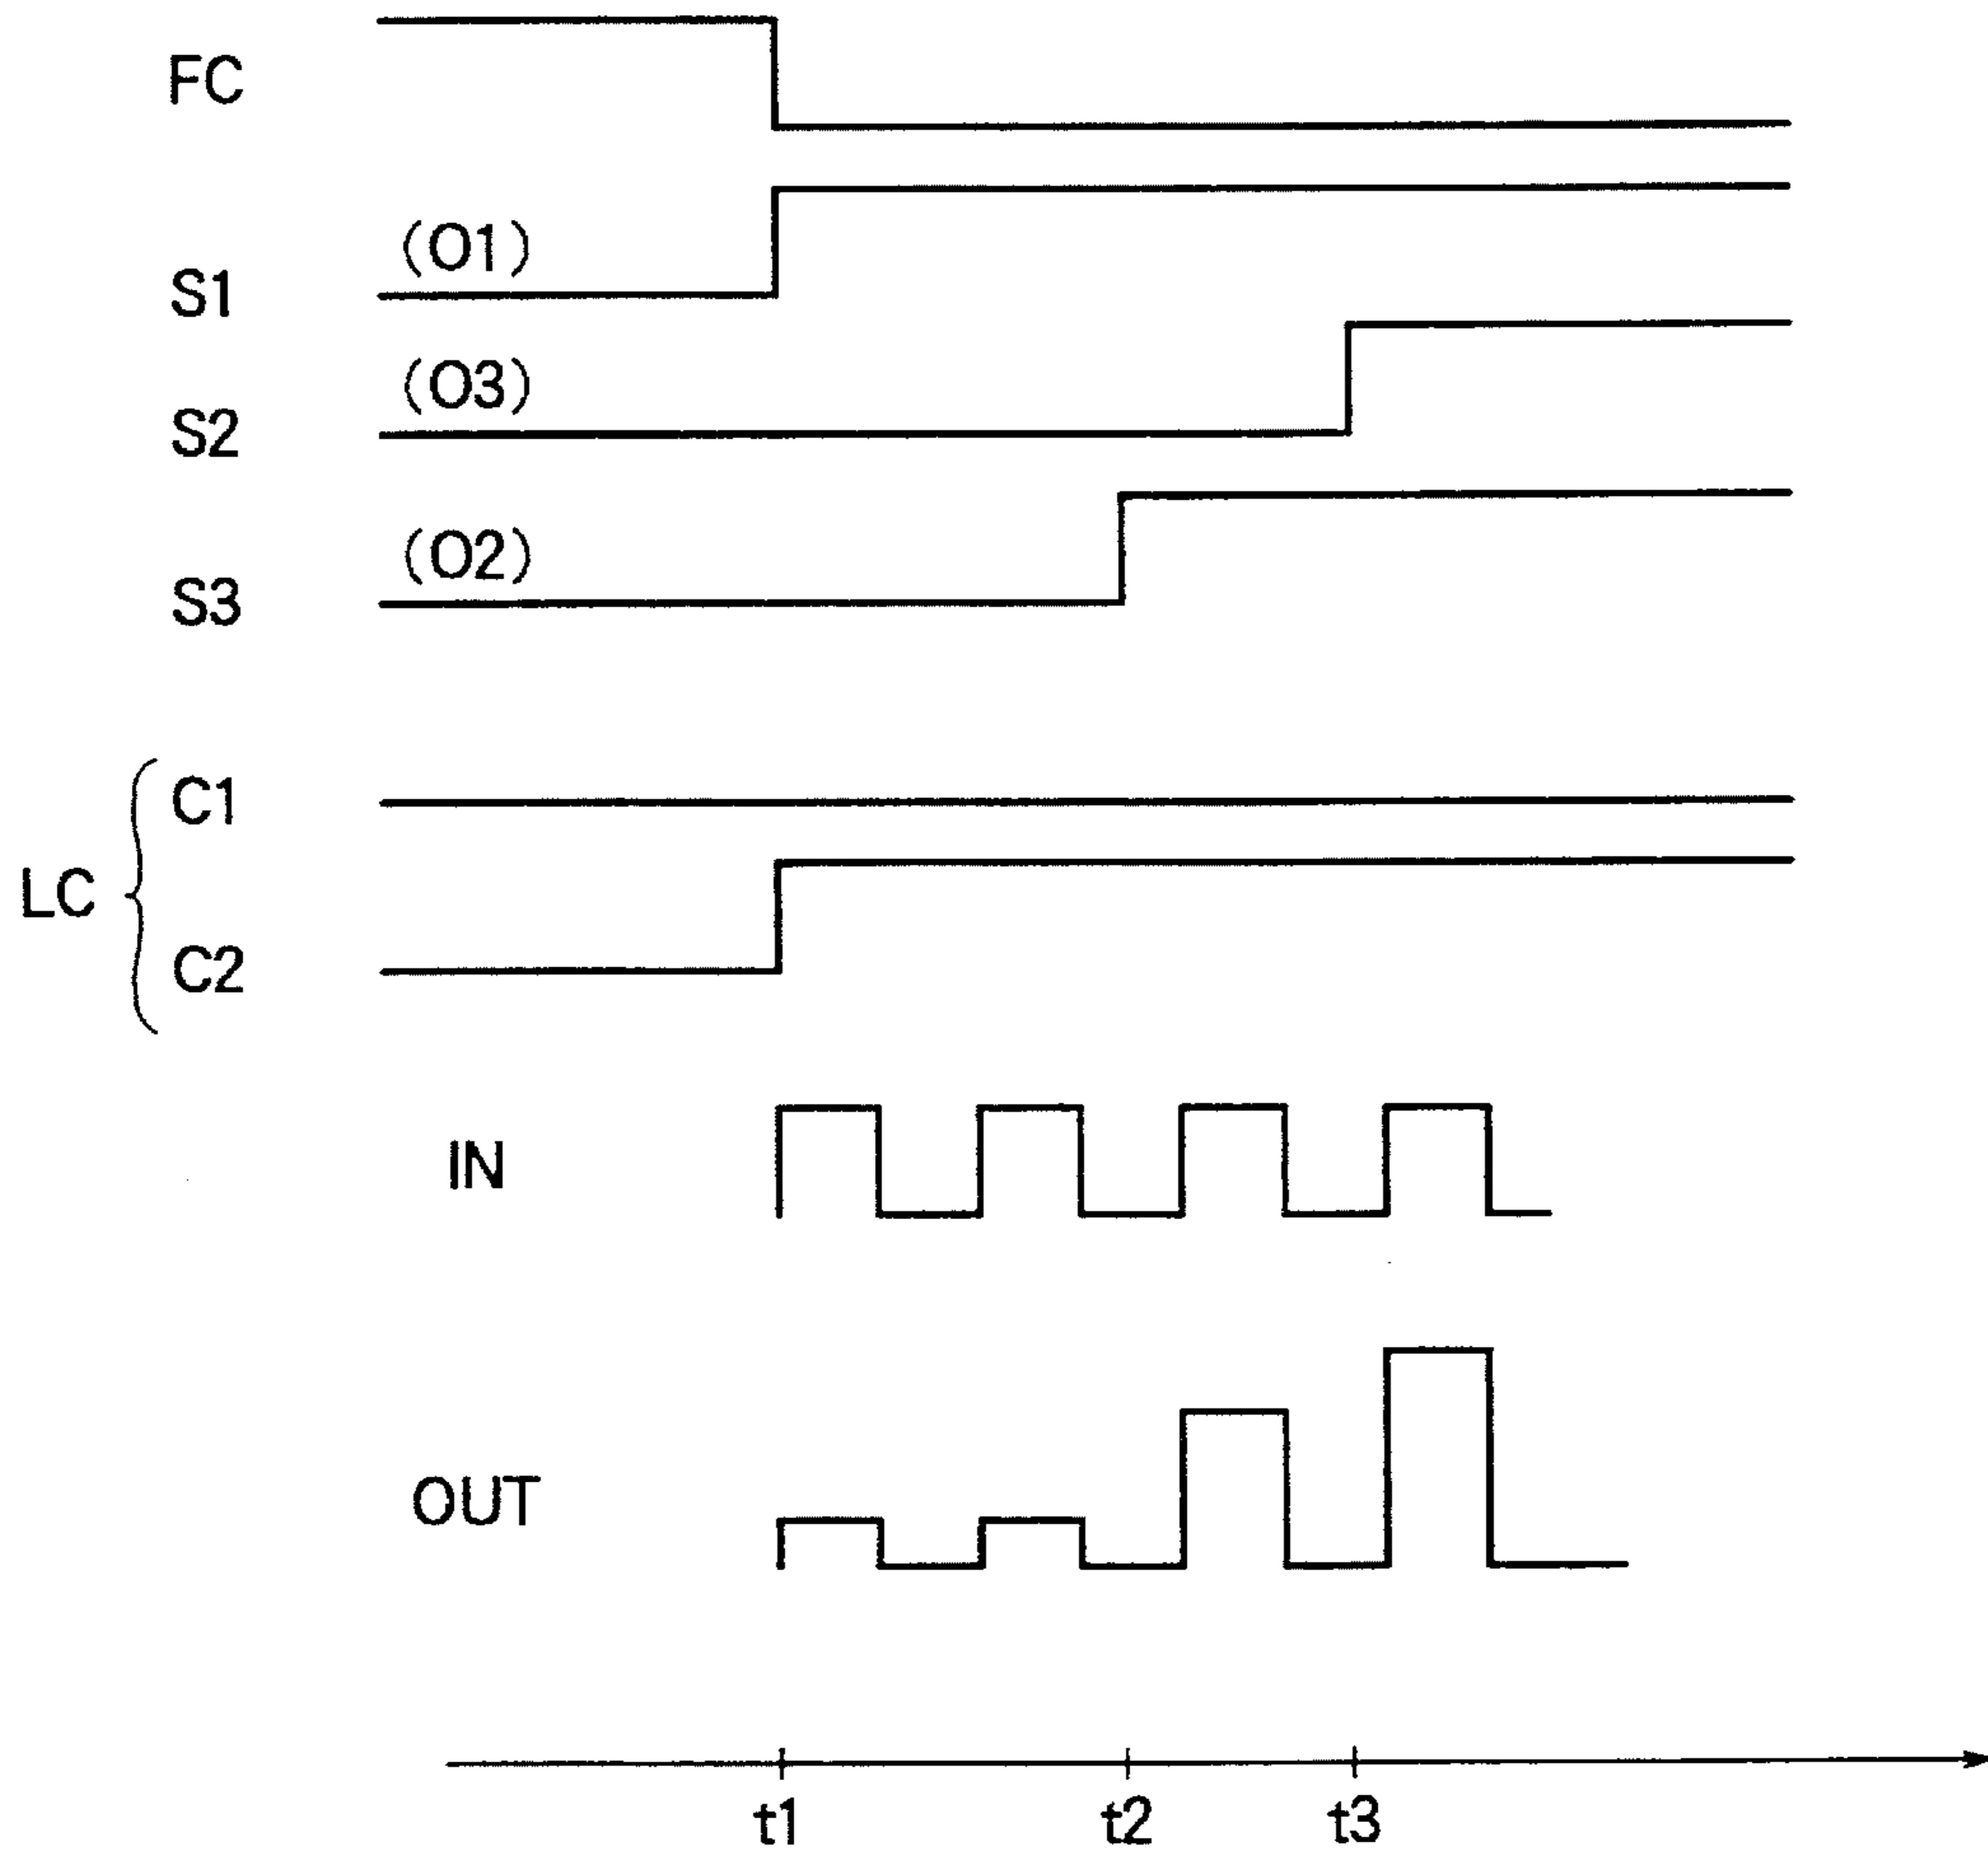 FC
(O1)
S1
(O3)
S2
(O2)
S3
C1
LC
C2
IN
OUT
t1 t2 t3